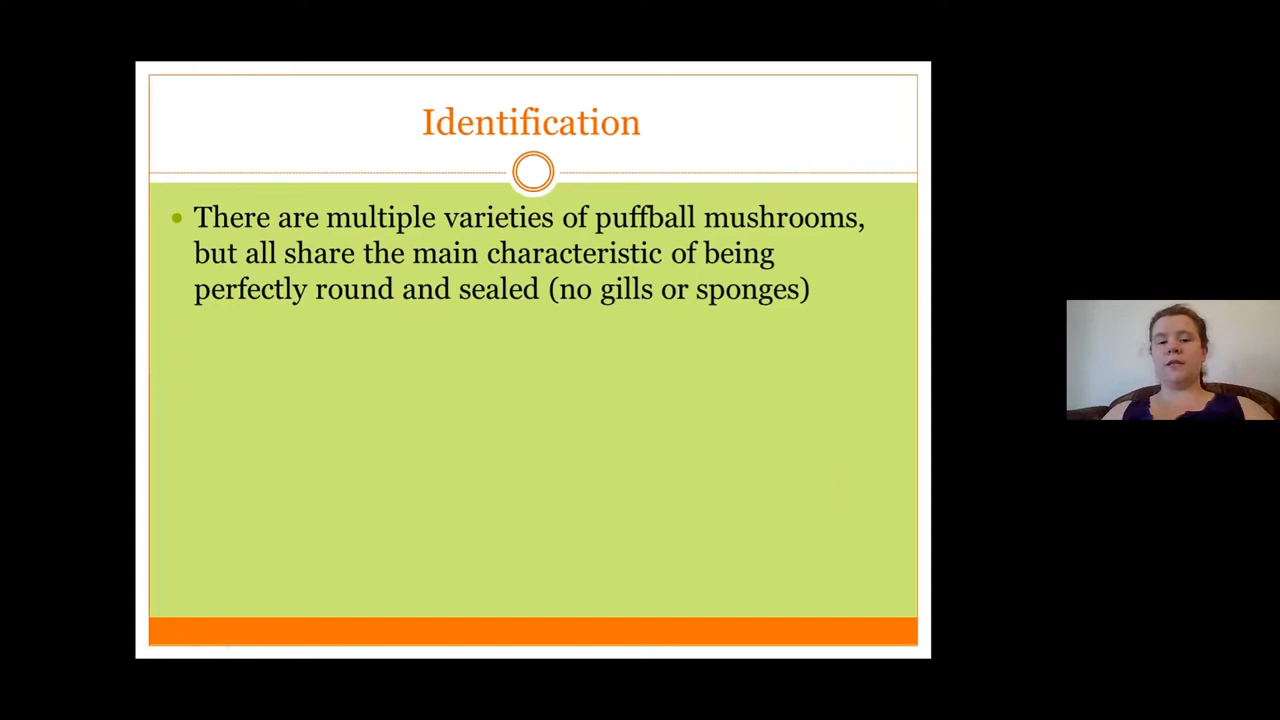 Identification
There are multiple varieties of puffball mushrooms,
but all share the main characteristic of being
perfectly round and sealed (no gills or sponges)